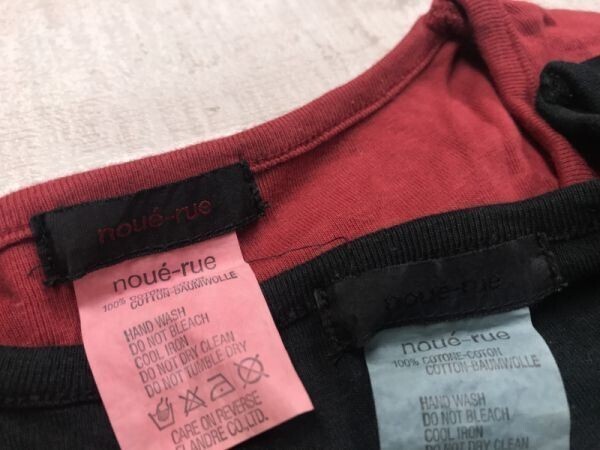 noué-rue
noué-rue
100% COTONE-COTON
COTTON-BAUMWOLLE
HAND WASH
DO NOT BLEACH
COOL IRON
DO NOT DRY CLEAN
DO NOT TUMBLE DRY
CARE ON REVERSE
ELANDRE CO.,LTD.
noué-rue
noué-rue
100% COTONE-COTON
COTTON-BAUMWOLLE
HAND WASH
DO NOT BLEACH
COOL IRON
DO NOT DRY CLEAN